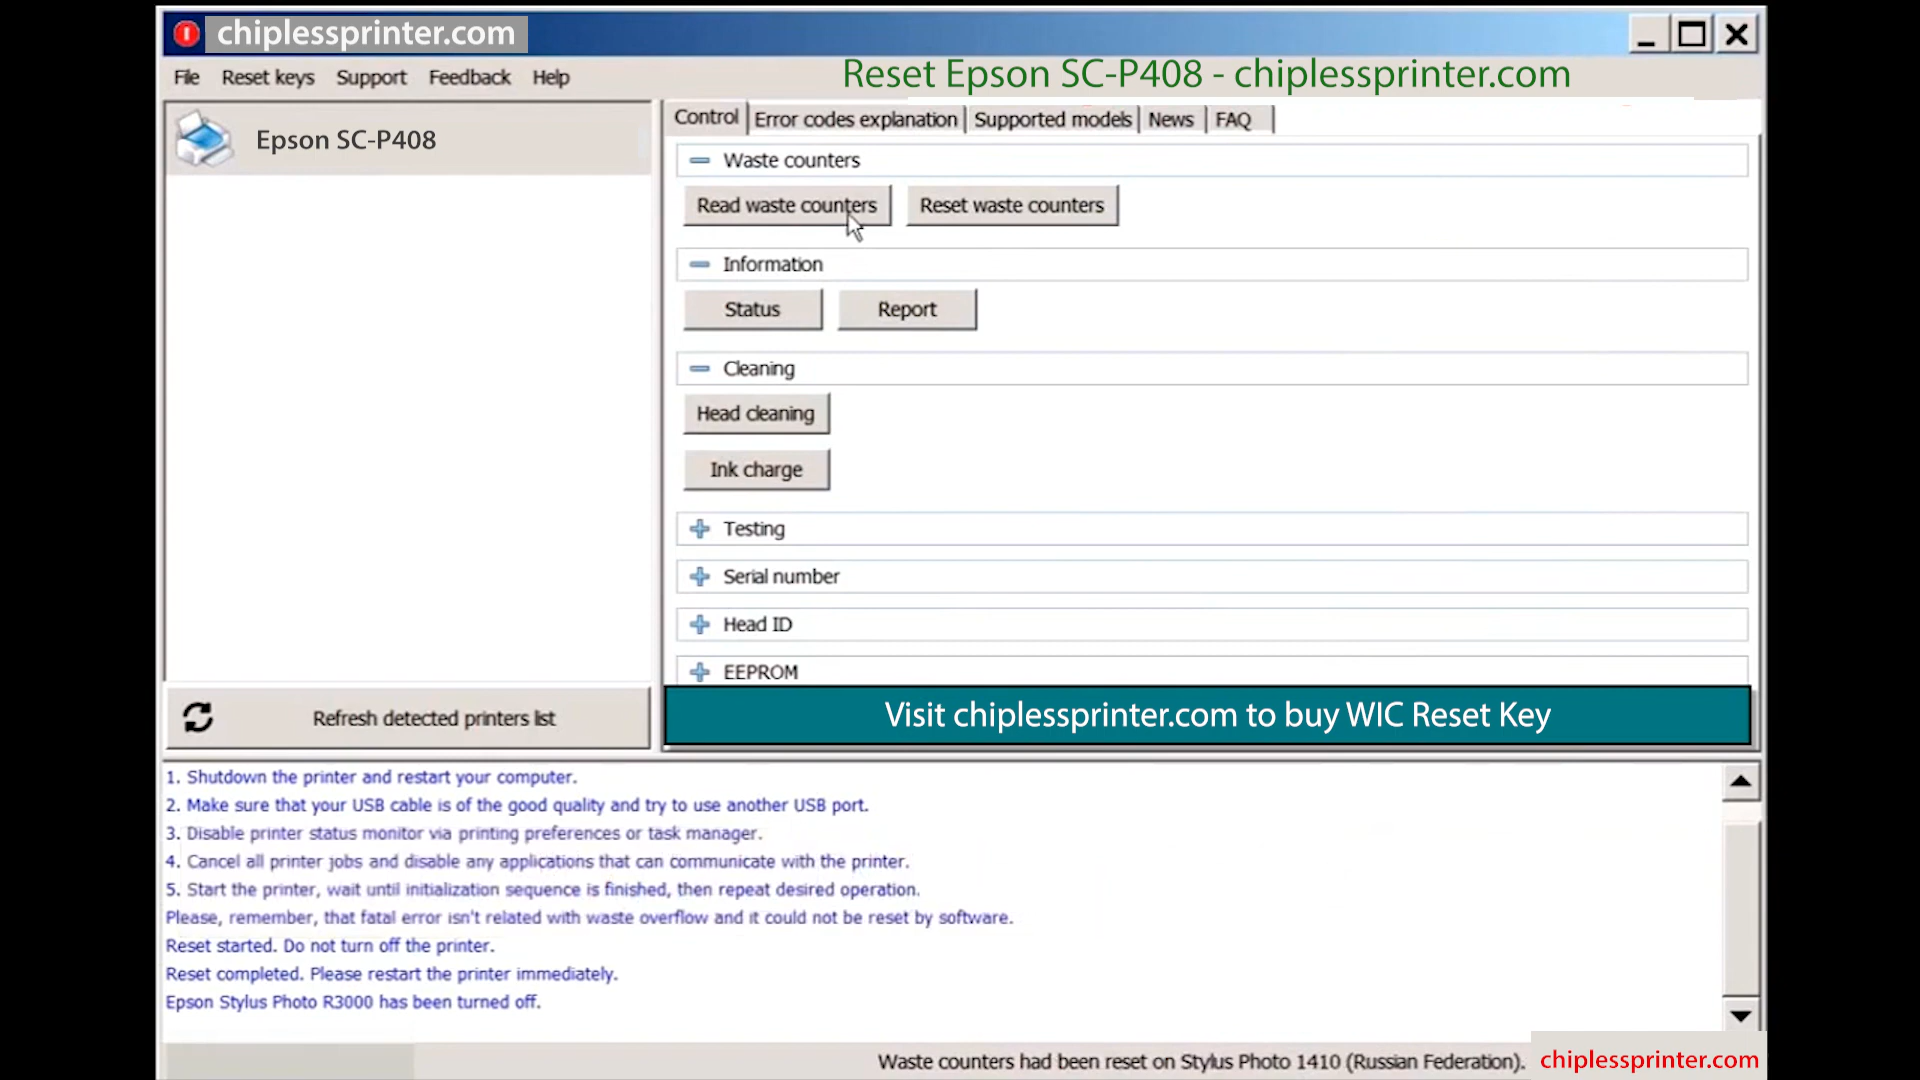 chiplessprinter.com
File Reset keys Support Feedback Help
Reset Epson SC-P408 - chiplessprinter.com
Epson SC-P408
Control Error codes explanation Supported models News FAQ
Waste counters
Read waste counters Reset waste counters
Information
Status Report
Cleaning
Head cleaning
Ink charge
Testing
Serial number
Head ID
EEPROM
Refresh detected printers list
Visit chiplessprinter.com to buy WIC Reset Key
1. Shutdown the printer and restart your computer.
2. Make sure that your USB cable is of the good quality and try to use another USB port.
3. Disable printer status monitor via printing preferences or task manager.
4. Cancel all printer jobs and disable any applications that can communicate with the printer.
5. Start the printer, wait until initialization sequence is finished, then repeat desired operation.
Please, remember, that fatal error isn't related with waste overflow and it could not be reset by software.
Reset started. Do not turn off the printer.
Reset completed. Please restart the printer immediately.
Epson Stylus Photo R3000 has been turned off.
Waste counters had been reset on Stylus Photo 1410 (Russian Federation).
chiplessprinter.com